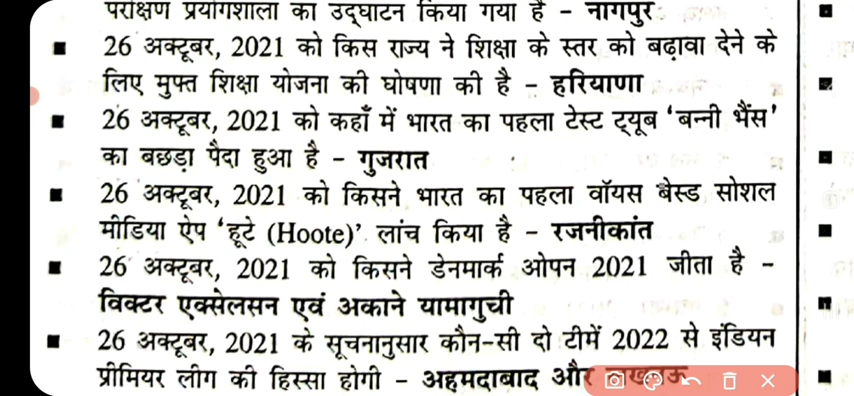 परीक्षण प्रयोगशाला का उद्घाटन किया गया है - नागपुर
26 अक्टूबर, 2021 को किस राज्य ने शिक्षा के स्तर को बढ़ावा देने के
लिए मुफ्त शिक्षा योजना की घोषणा की है - हरियाणा
26 अक्टूबर, 2021 को कहाँ में भारत का पहला टेस्ट ट्यूब 'बन्नी भैंस'
का बछड़ा पैदा हुआ है - गुजरात
26 अक्टूबर, 2021 को किसने भारत का पहला वॉयस बेस्ड सोशल
मीडिया ऐप 'हूटे (Hoote)' लांच किया है - रजनीकांत
26 अक्टूबर, 2021 को किसने डेनमार्क ओपन 2021 जीता है -
विक्टर एक्सेलसन एवं अकाने यामागुची
26 अक्टूबर, 2021 के सूचनानुसार कौन-सी दो टीमें 2022 से इंडियन
प्रीमियर लीग की हिस्सा होगी - अहमदाबाद और लखनऊ